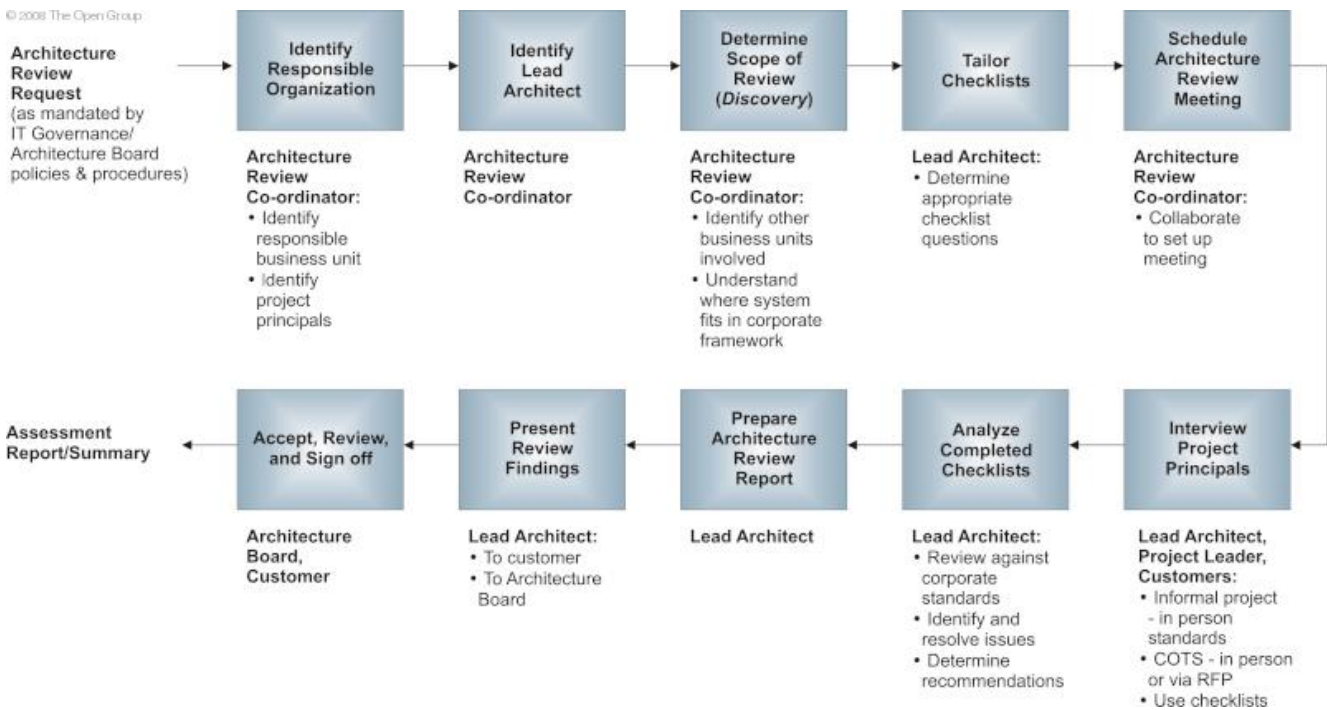 © 2008 The Open Group
Architecture
Review
Request
(as mandated by
IT Governance/
Architecture Board
policies & procedures)
Identify
Responsible
Organization
Identify
Lead
Architect
Determine
Scope of
Review
(Discovery)
Tailor
Checklists
Schedule
Architecture
Review
Meeting
Architecture
Review
Co-ordinator:
• Identify
responsible
business unit
• Identify
project
principals
Architecture
Review
Co-ordinator
Architecture
Review
Co-ordinator:
• Identify other
business units
involved
• Understand
where system
fits in corporate
framework
Lead Architect:
• Determine
appropriate
checklist
questions
Architecture
Review
Co-ordinator:
• Collaborate
to set up
meeting
Assessment
Report/Summary
Accept, Review,
and Sign off
Present
Review
Findings
Prepare
Architecture
Review
Report
Analyze
Completed
Checklists
Interview
Project
Principals
Architecture
Board,
Customer
Lead Architect:
• To customer
• To Architecture
Board
Lead Architect
Lead Architect:
• Review against
corporate
standards
• Identify and
resolve issues
• Determine
recommendations
Lead Architect,
Project Leader,
Customers:
• Informal project
- in person
standards
• COTS - in person
or via RFP
• Use checklists